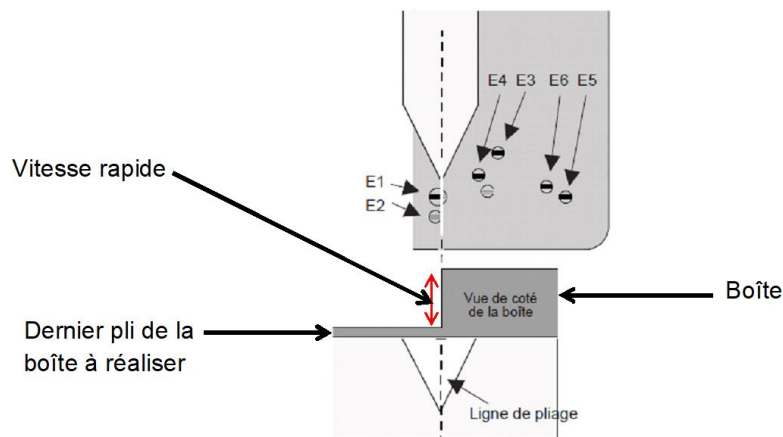 E4 E3 E6 E5
Vitesse rapide
E1
E2
Vue de coté
de la boîte
Boîte
Dernier pli de la
boîte à réaliser
Ligne de pliage